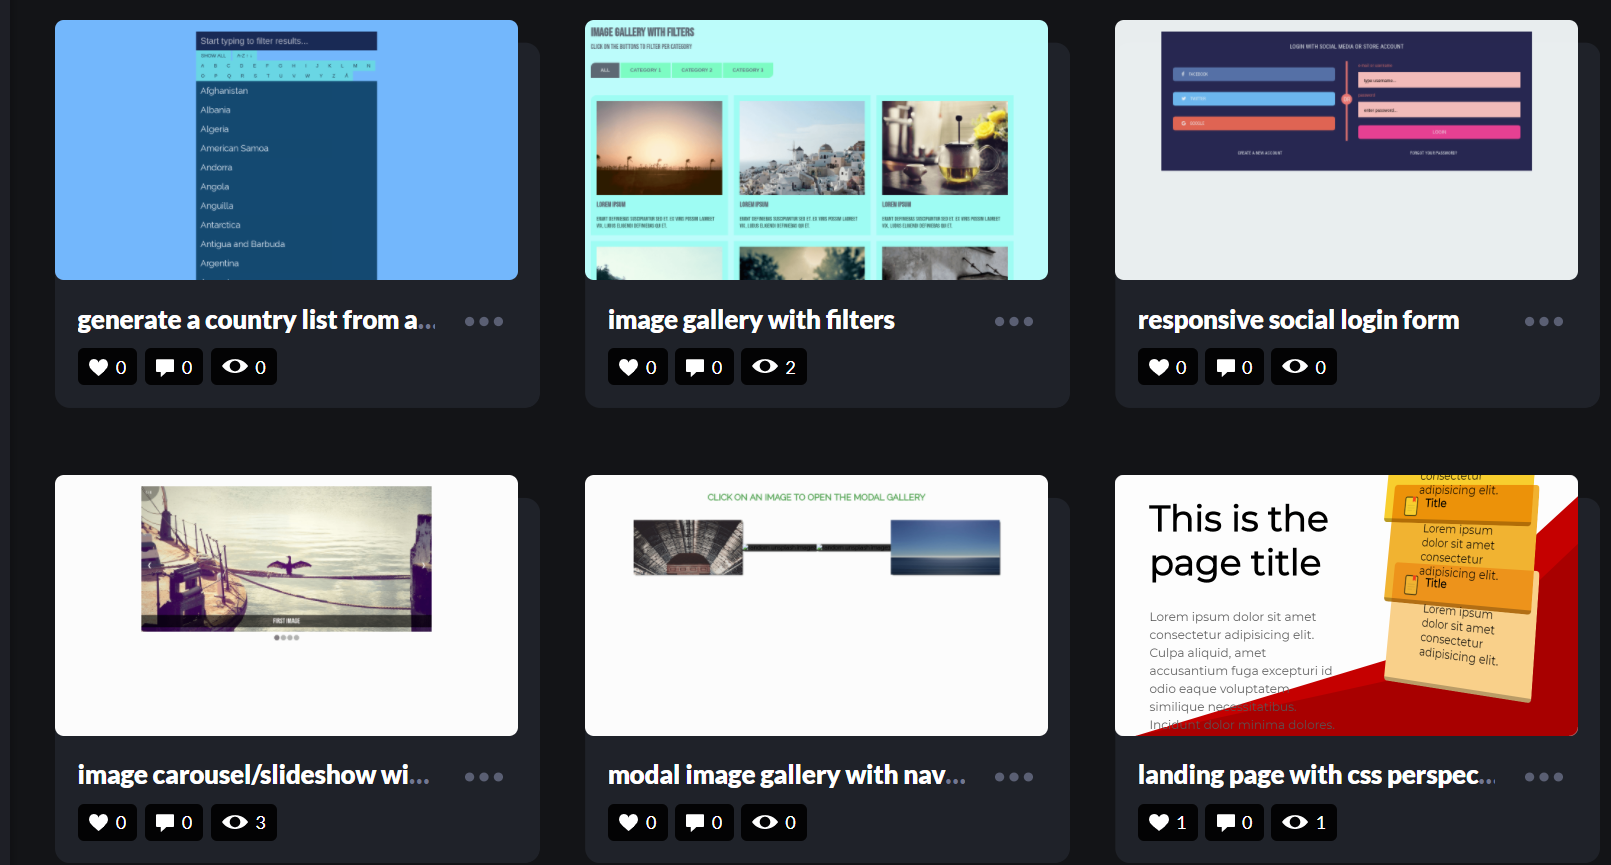 Start typing to filter results...
SHOW ALL A-Z ↓
A B C D E F G H I J K L M N
O P Q R S T U V W Y Z Å
Afghanistan
Albania
Algeria
American Samoa
Andorra
Angola
Anguilla
Antarctica
Antigua and Barbuda
Argentina
generate a country list from a...
0 0 0
IMAGE GALLERY WITH FILTERS
CLICK ON THE BUTTONS TO FILTER PER CATEGORY
ALL CATEGORY 1 CATEGORY 2 CATEGORY 3
LOREM IPSUM LOREM IPSUM LOREM IPSUM
image gallery with filters
0 0 2
LOGIN WITH SOCIAL MEDIA OR STORE ACCOUNT
FACEBOOK
TWITTER
GOOGLE
OR
type username...
password
enter password...
LOGIN
CREATE A NEW ACCOUNT
FORGOT YOUR PASSWORD?
responsive social login form
0 0 0
FIRST IMAGE
image carousel/slideshow wi...
0 0 3
CLICK ON AN IMAGE TO OPEN THE MODAL GALLERY
modal image gallery with nav...
0 0 0
This is the
page title
Lorem ipsum dolor sit amet
consectetur adipisicing elit.
Culpa aliquid, amet
accusantium fuga excepturi id
odio eaque voluptatem
similique necessitatibus.
Incidunt dolor minima dolores.
consectetur
adipisicing elit.
Title
Lorem ipsum
dolor sit amet
consectetur
adipisicing elit.
Title
Lorem ipsum
dolor sit amet
consectetur
adipisicing elit.
landing page with css perspec...
1 0 1